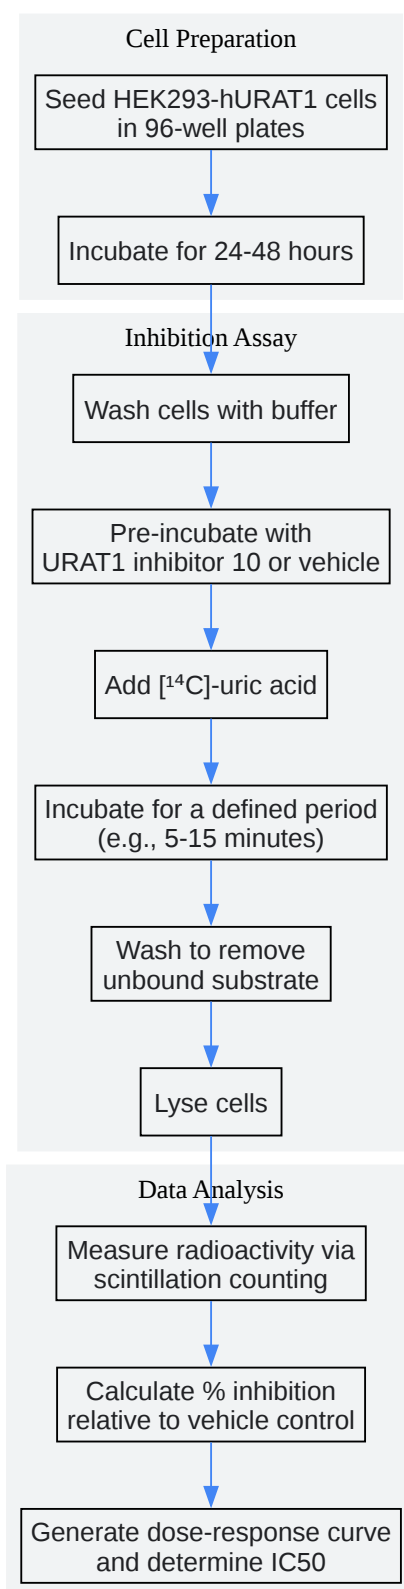 Cell Preparation
Seed HEK293-hURAT1 cells
in 96-well plates
Incubate for 24-48 hours
Inhibition Assay
Wash cells with buffer
Pre-incubate with
URAT1 inhibitor 10 or vehicle
Add [¹⁴C]-uric acid
Incubate for a defined period
(e.g., 5-15 minutes)
Wash to remove
unbound substrate
Lyse cells
Data Analysis
Measure radioactivity via
scintillation counting
Calculate % inhibition
relative to vehicle control
Generate dose-response curve
and determine IC50